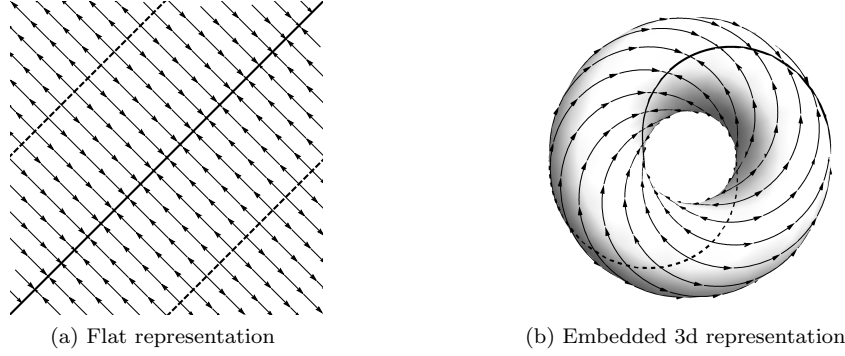 (a) Flat representation
(b) Embedded 3d representation